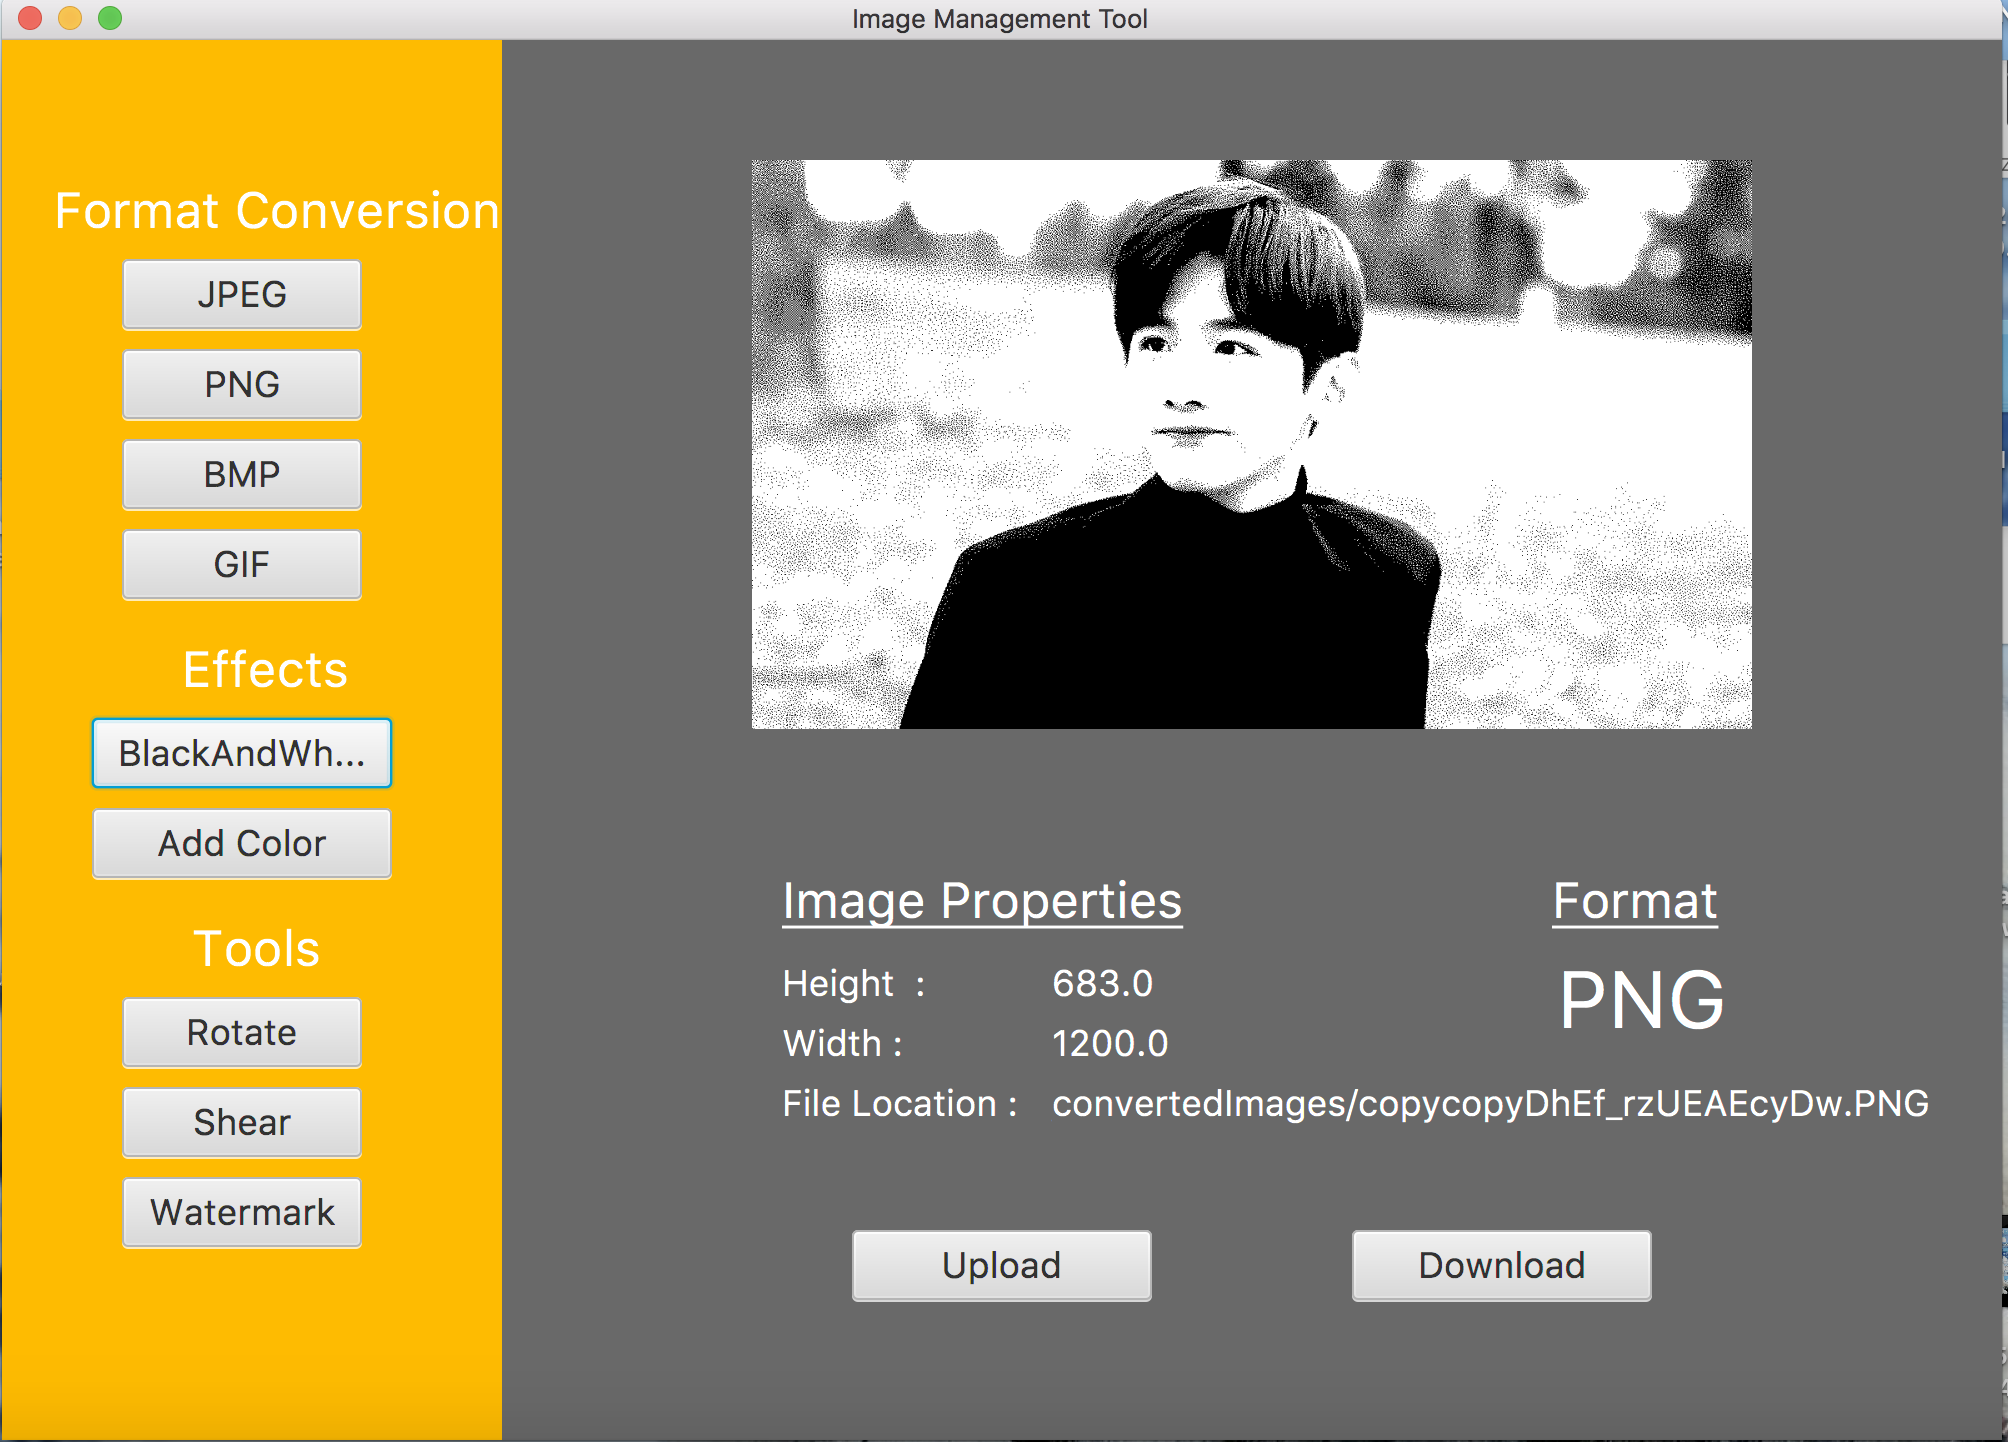 Image Management Tool
Format Conversion
JPEG
PNG
BMP
GIF
Effects
BlackAndWh...
Add Color
Tools
Rotate
Shear
Watermark
Image Properties
Height :
683.0
Width :
1200.0
File Location :
convertedImages/copycopyDhEf_rzUEAEcyDw.PNG
Format
PNG
Upload
Download